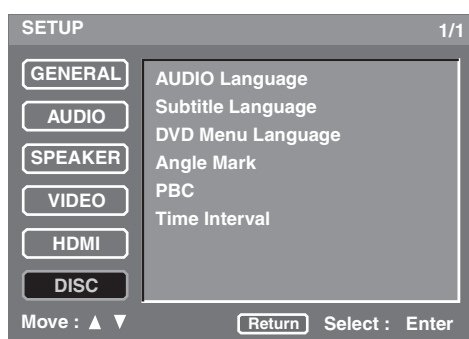 SETUP 1/1
GENERAL
AUDIO
SPEAKER
VIDEO
HDMI
DISC
AUDIO Language
Subtitle Language
DVD Menu Language
Angle Mark
PBC
Time Interval
Move : ▲ ▼ Return Select : Enter